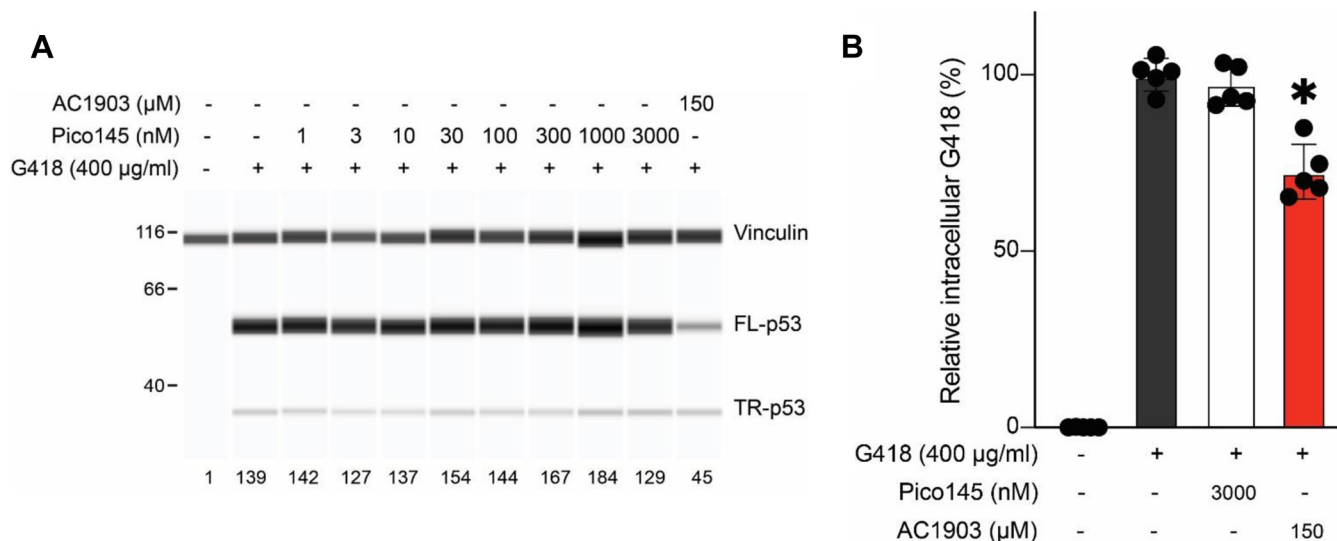 A
AC1903 (µM) - - - - - - - - - - 150
Pico145 (nM) - - 1 3 10 30 100 300 1000 3000 -
G418 (400 µg/ml) - + + + + + + + + + +
116
Vinculin
66
FL-p53
40
TR-p53
1 139 142 127 137 154 144 167 184 129 45
B
Relative intracellular G418 (%)
100
*
50
0
G418 (400 µg/ml) - + + +
Pico145 (nM) - - 3000 -
AC1903 (µM) - - - 150